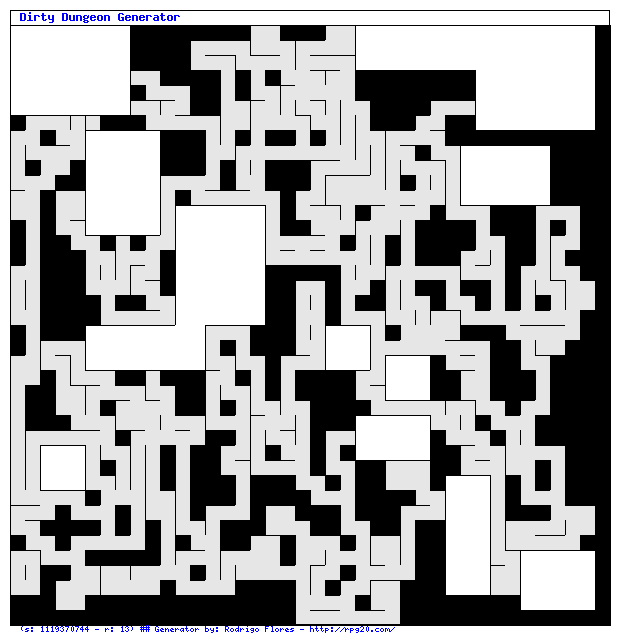 Dirty Dungeon Generator
(s: 1119370744 - r: 13) ## Generator by: Rodrigo Flores - http://rpg20.com/